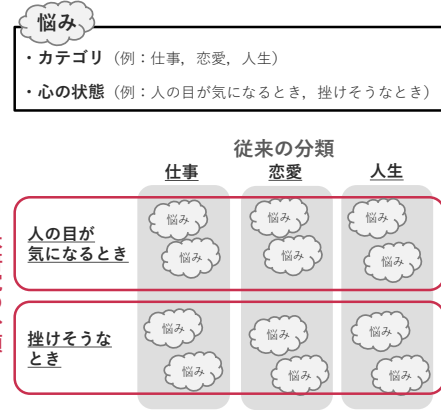 悩み
・カテゴリ（例：仕事，恋愛，人生）
・心の状態（例：人の目が気になるとき，挫けそうなとき）
従来の分類
仕事 恋愛 人生
人の目が
気になるとき
悩み 悩み 悩み
悩み 悩み 悩み
挫けそうな
とき
悩み 悩み 悩み
悩み 悩み 悩み